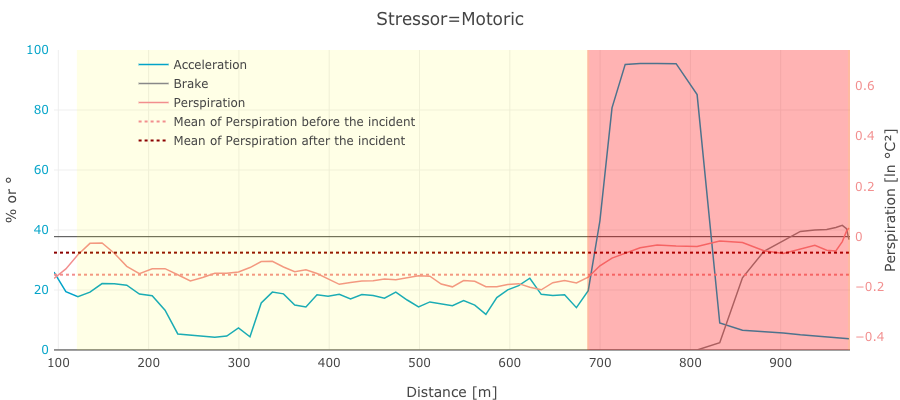 Stressor=Motoric
Acceleration
Brake
Perspiration
Mean of Perspiration before the incident
Mean of Perspiration after the incident
% or °
100
80
60
40
20
0
Perspiration [ln °C²]
0.6
0.4
0.2
0
−0.2
−0.4
100 200 300 400 500 600 700 800 900
Distance [m]